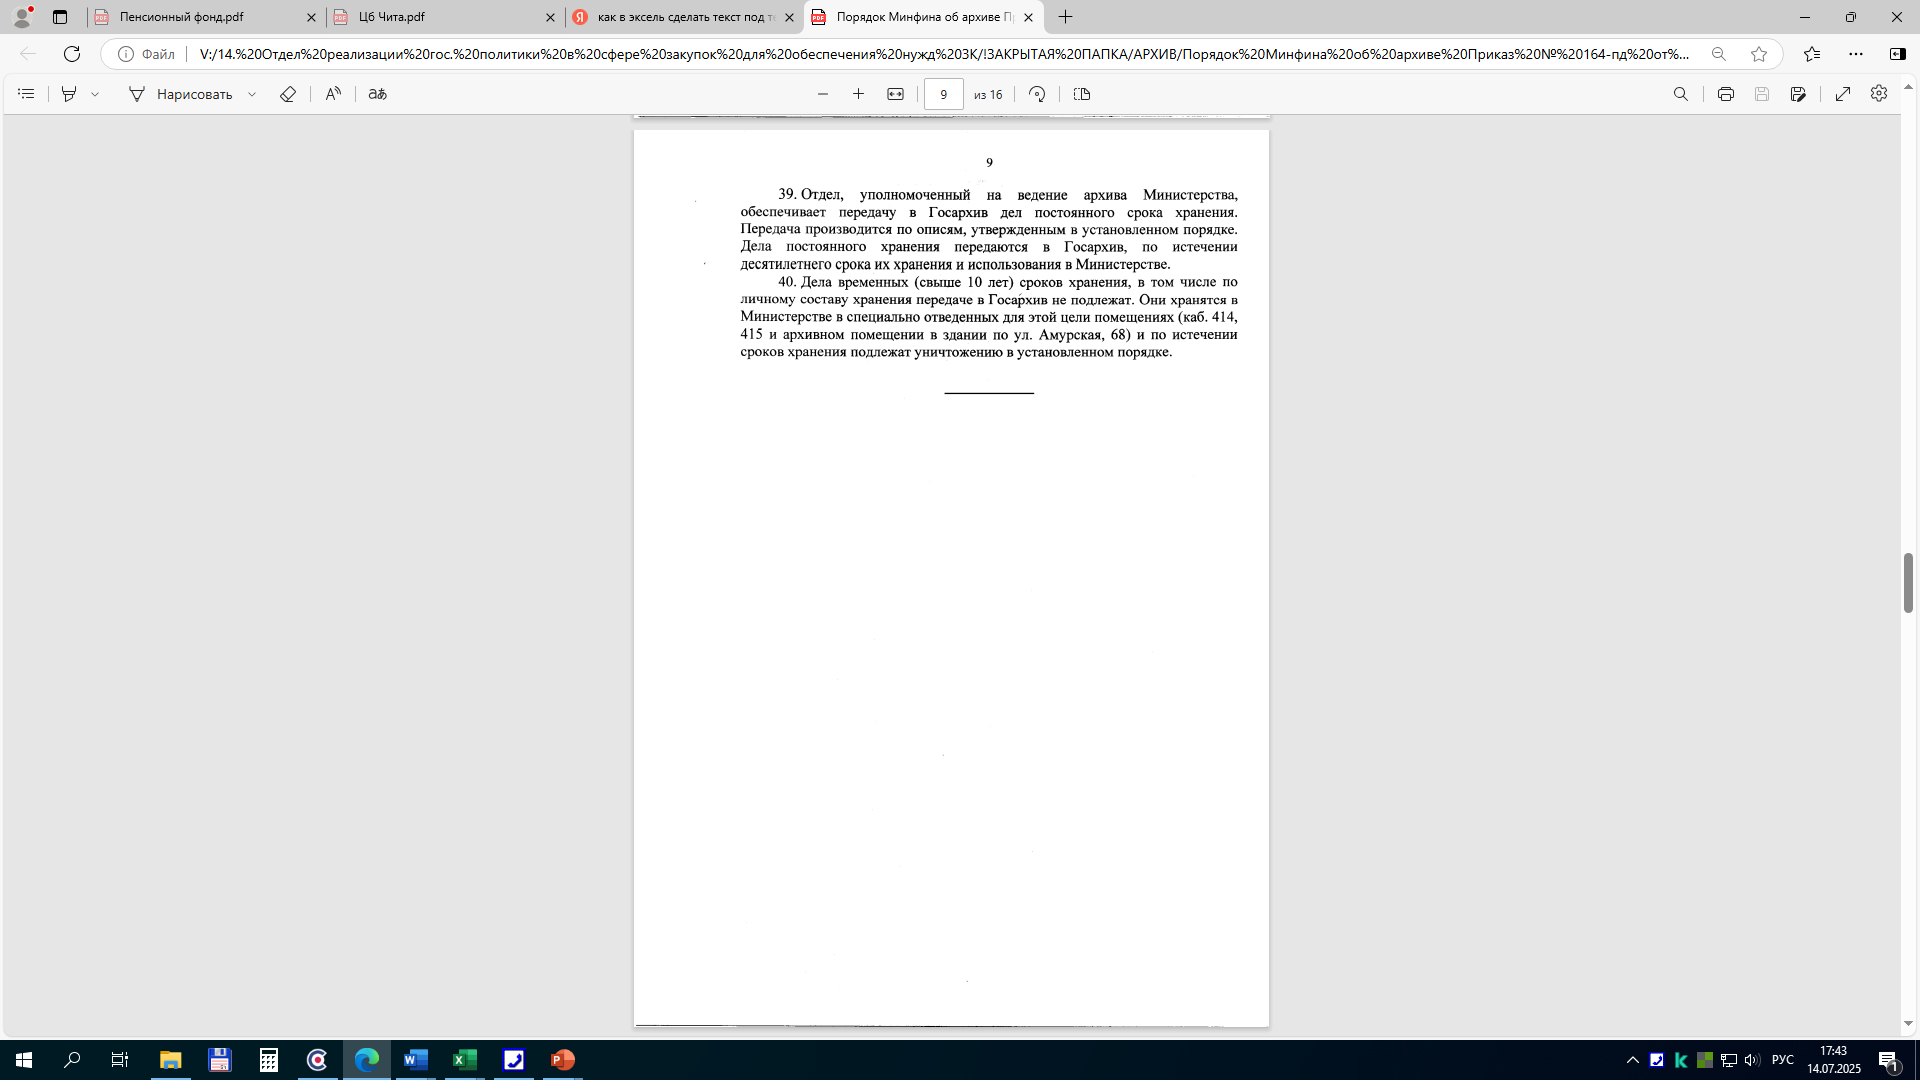 Пенсионный фонд.pdf
Цб Чита.pdf
как в эксель сделать текст под т
Порядок Минфина об архиве П
Файл
V:/14.%20Отдел%20реализации%20гос.%20политики%20в%20сфере%20закупок%20для%20обеспечения%20нужд%20ЗК/!ЗАКРЫТАЯ%20ПАПКА/АРХИВ/Порядок%20Минфина%20об%20архиве%20Приказ%20№%20164-пд%20от%...
Нарисовать
9
из 16
9
39. Отдел, уполномоченный на ведение архива Министерства,
обеспечивает передачу в Госархив дел постоянного срока хранения.
Передача производится по описям, утвержденным в установленном порядке.
Дела постоянного хранения передаются в Госархив, по истечении
десятилетнего срока их хранения и использования в Министерстве.
40. Дела временных (свыше 10 лет) сроков хранения, в том числе по
личному составу хранения передаче в Госархив не подлежат. Они хранятся в
Министерстве в специально отведенных для этой цели помещениях (каб. 414,
415 и архивном помещении в здании по ул. Амурская, 68) и по истечении
сроков хранения подлежат уничтожению в установленном порядке.
РУС
17:43
14.07.2025
1